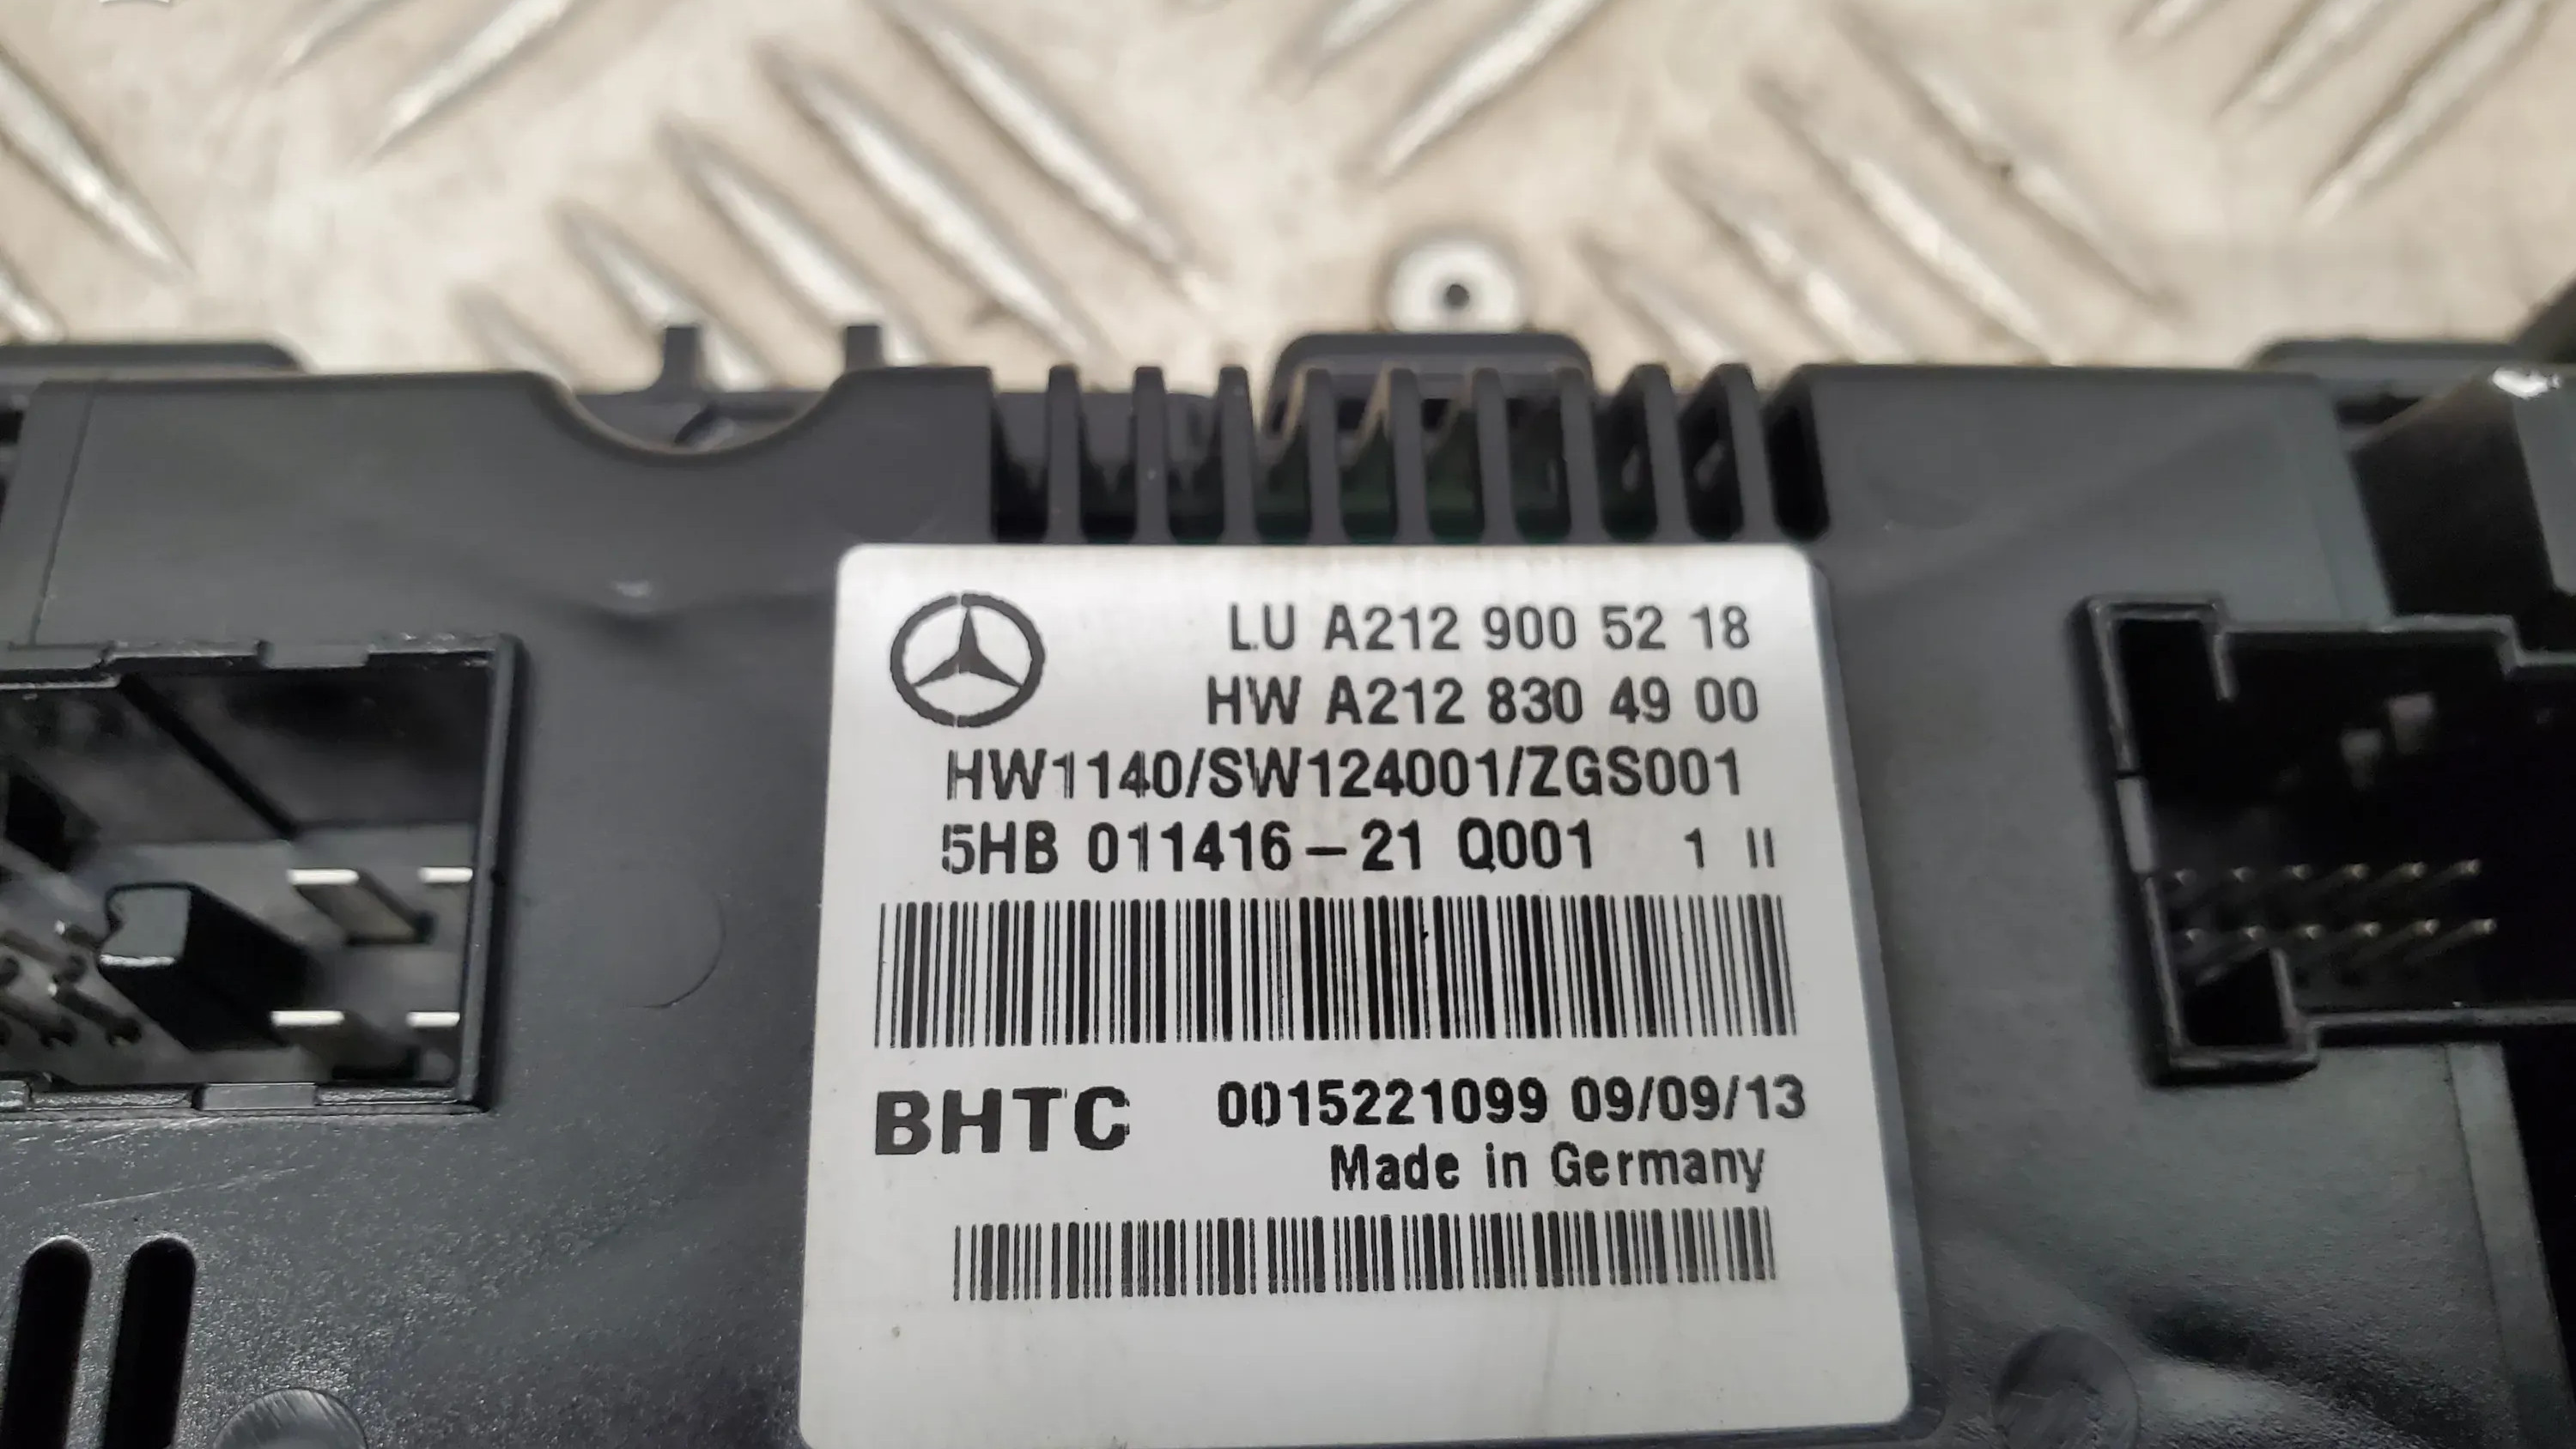 LU A212 900 52 18
HW A212 830 49 00
HW1140/SW124001/ZGS001
5HB 011416-21 Q001 1 II
BHTC 0015221099 09/09/13
Made in Germany